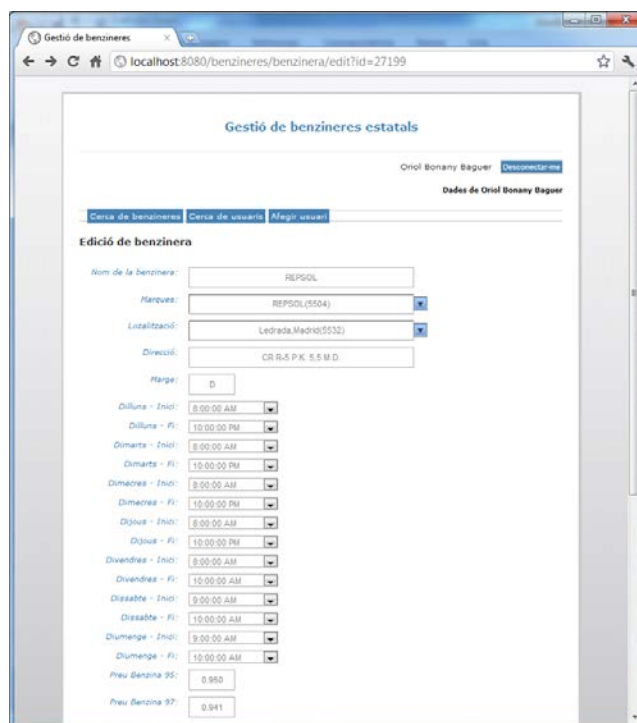 Gestió de benzineres
localhost:8080/benzineres/benzinera/edit?id=27199
Gestió de benzineres estatals
Oriol Bonany Baguer Desconectar-me
Dades de Oriol Bonany Baguer
Cerca de benzineres Cerca de usuaris Afegir usuari
Edició de benzinera
Nom de la benzinera: REPSOL
Marques: REPSOL(5504)
Localització: Ledrada,Madrid(5532)
Direcció: CR R-5 P.K. 5,5 M.D.
Marge: D
Dilluns - Inici: 8:00:00 AM
Dilluns - Fi: 10:00:00 PM
Dimarts - Inici: 8:00:00 AM
Dimarts - Fi: 10:00:00 PM
Dimecres - Inici: 8:00:00 AM
Dimecres - Fi: 10:00:00 PM
Dijous - Inici: 8:00:00 AM
Dijous - Fi: 10:00:00 PM
Divendres - Inici: 8:00:00 AM
Divendres - Fi: 10:00:00 AM
Dissabte - Inici: 9:00:00 AM
Dissabte - Fi: 10:00:00 AM
Diumenge - Inici: 9:00:00 AM
Diumenge - Fi: 10:00:00 AM
Preu Benzina 95: 0.950
Preu Benzina 97: 0.941